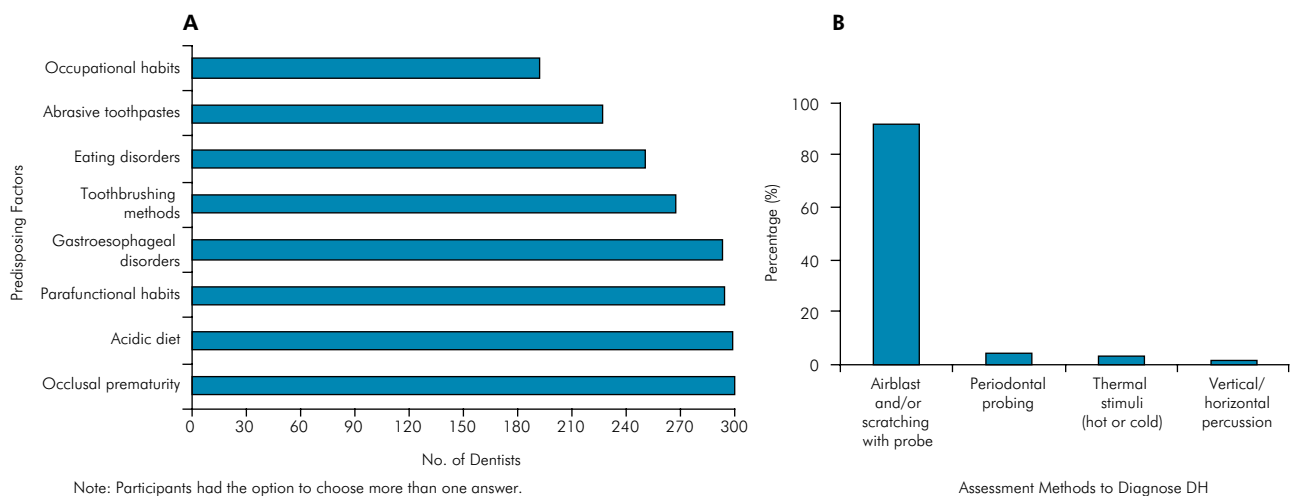 A
Predisposing Factors
Occupational habits
Abrasive toothpastes
Eating disorders
Toothbrushing
methods
Gastroesophageal
disorders
Parafunctional habits
Acidic diet
Occlusal prematurity
0 30 60 90 120 150 180 210 240 270 300
No. of Dentists
Note: Participants had the option to choose more than one answer.
B
Percentage (%)
100
80
60
40
20
0
Airblast
and/or
scratching
with probe
Periodontal
probing
Thermal
stimuli
(hot or cold)
Vertical/
horizontal
percussion
Assessment Methods to Diagnose DH